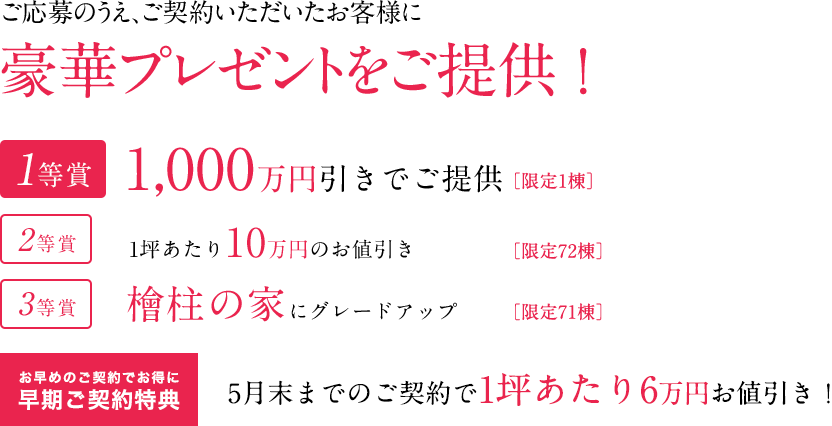 ご応募のうえ、ご契約いただいたお客様に
豪華プレゼントをご提供！
1等賞 1,000万円引きでご提供 [限定1棟]
2等賞 1坪あたり10万円のお値引き [限定72棟]
3等賞 檜柱の家にグレードアップ [限定71棟]
お早めのご契約でお得に
早期ご契約特典
5月末までのご契約で1坪あたり6万円お値引き！